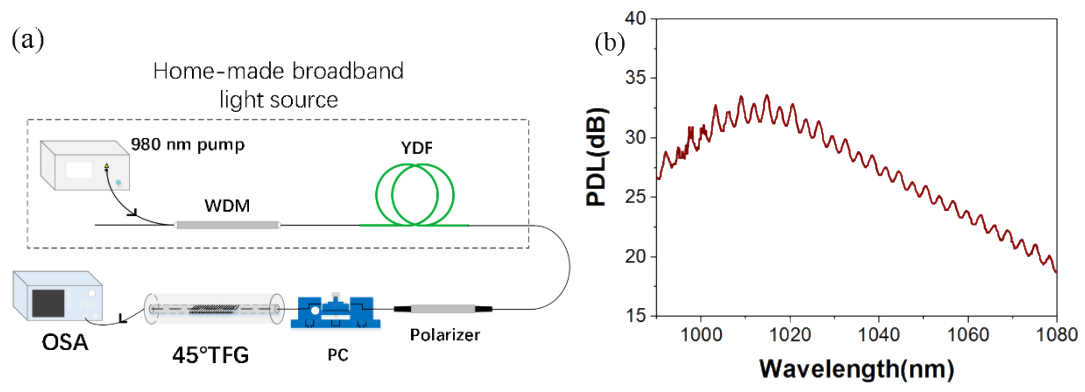 (a)
Home-made broadband
light source
980 nm pump
YDF
WDM
OSA
45°TFG
PC
Polarizer
(b)
40
35
30
25
20
15
PDL(dB)
1000
1020
1040
1060
1080
Wavelength(nm)